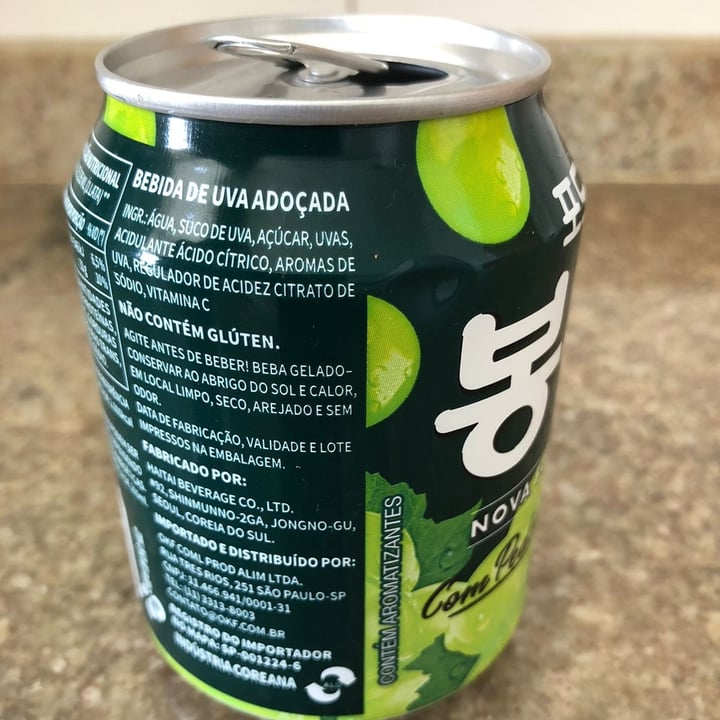 NUTRICIONAL
BEBIDA DE UVA ADOÇADA
INGR.: ÁGUA, SUCO DE UVA, AÇÚCAR, UVAS,
ACIDULANTE ÁCIDO CÍTRICO, AROMAS DE
UVA, REGULADOR DE ACIDEZ CITRATO DE
SÓDIO, VITAMINA C
NÃO CONTÉM GLÚTEN.
AGITE ANTES DE BEBER! BEBA GELADO-
CONSERVAR AO ABRIGO DO SOL E CALOR,
EM LOCAL LIMPO, SECO, AREJADO E SEM
ODOR.
DATA DE FABRICAÇÃO, VALIDADE E LOTE
IMPRESSOS NA EMBALAGEM.
FABRICADO POR:
HAITAI BEVERAGE CO., LTD.
#92, SHINMUNNO-2GA, JONGNO-GU,
SEOUL, COREIA DO SUL.
IMPORTADO E DISTRIBUÍDO POR:
OKF COML PROD ALIM LTDA.
RUA TRES RIOS, 251 SÃO PAULO-SP
CNPJ: 11.466.941/0001-31
TEL.: (11) 3313-8003
CONTATO@OKF.COM.BR
REGISTRO DO IMPORTADOR
NO MAPA: SP-001224-6
INDÚSTRIA COREANA
CONTÉM AROMATIZANTES
포
봉
NOVA
Com